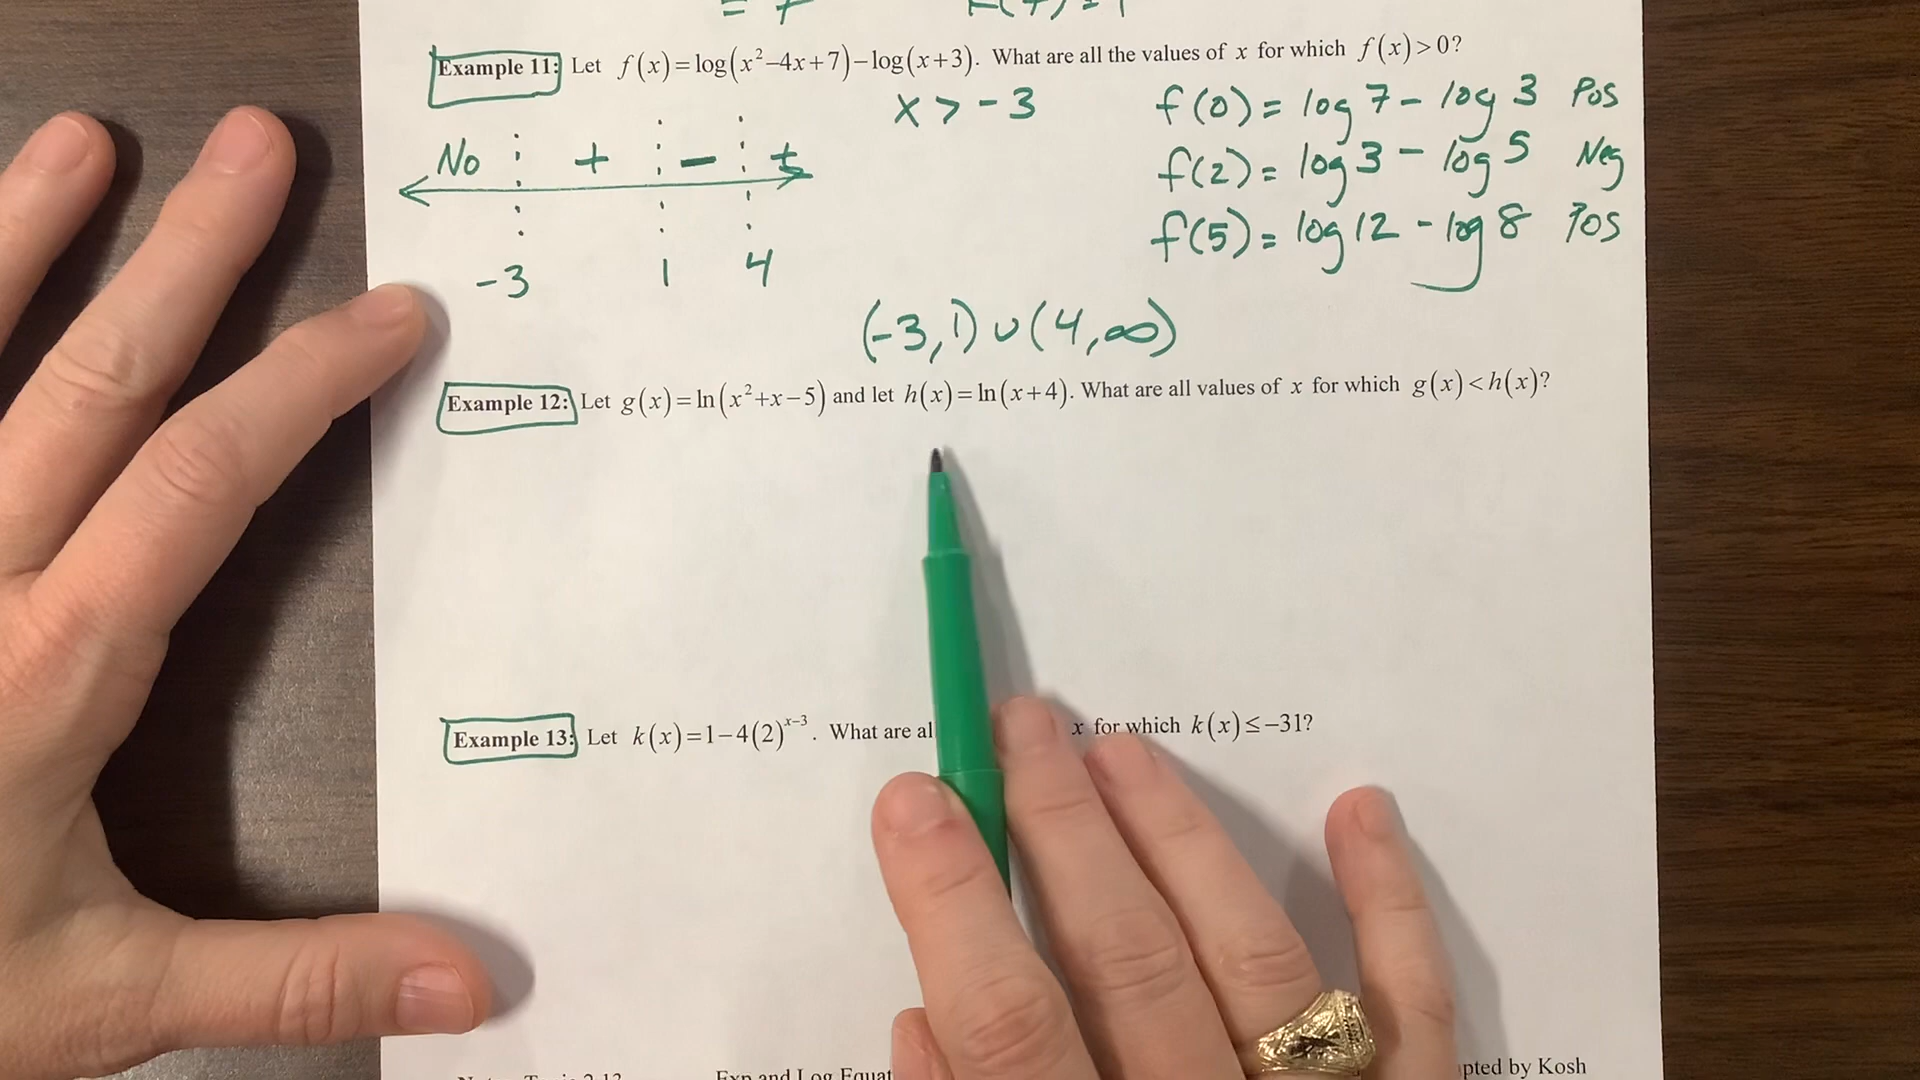 = 7
Example 11: Let f(x)=log(x²−4x+7)−log(x+3). What are all the values of x for which f(x)>0?
x > -3
f(0) = log 7 - log 3 Pos
No + - +
f(2) = log 3 - log 5 Neg
f(5) = log 12 - log 8 Pos
-3 1 4
(-3,1) ∪ (4,∞)
Example 12: Let g(x)=ln(x²+x−5) and let h(x)=ln(x+4). What are all values of x for which g(x)<h(x)?
Example 13: Let k(x)=1−4(2)ˣ⁻³. What are al x for which k(x)≤−31?
Exp and Log Equat pted by Kosh